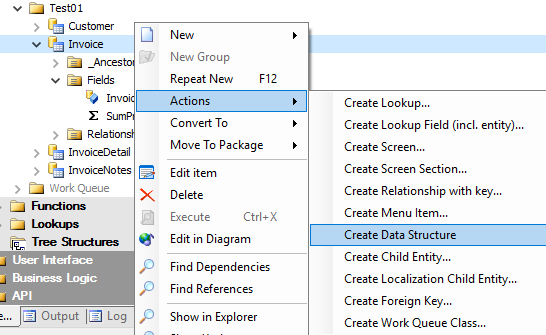 Test01
Customer
Invoice
_Ancestor
Fields
Invoic
SumPr
Relationsh
InvoiceDetail
InvoiceNotes
Work Queue
Functions
Lookups
Tree Structures
User Interface
Business Logic
API
e... Output Log
New
New Group
Repeat New F12
Actions
Convert To
Move To Package
Edit item
Delete
Execute Ctrl+X
Edit in Diagram
Find Dependencies
Find References
Show in Explorer
Create Lookup...
Create Lookup Field (incl. entity)...
Create Screen...
Create Screen Section...
Create Relationship with key...
Create Menu Item...
Create Data Structure
Create Child Entity...
Create Localization Child Entity...
Create Foreign Key...
Create Work Queue Class...